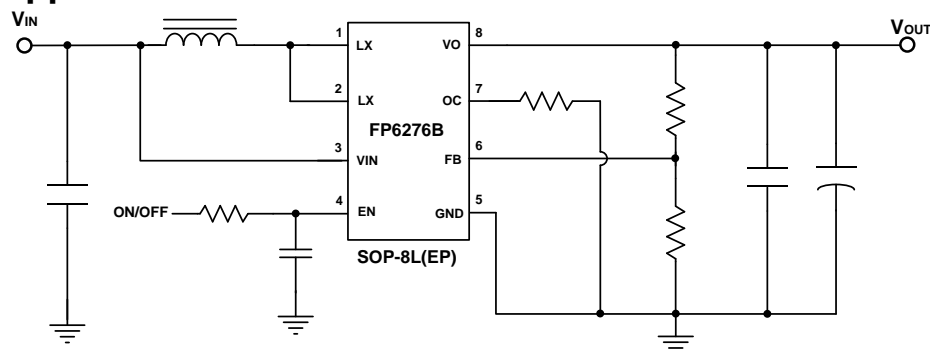 VIN
VOUT
1
LX
VO
8
2
LX
OC
7
FP6276B
3
VIN
FB
6
ON/OFF
4
EN
GND
5
SOP-8L(EP)